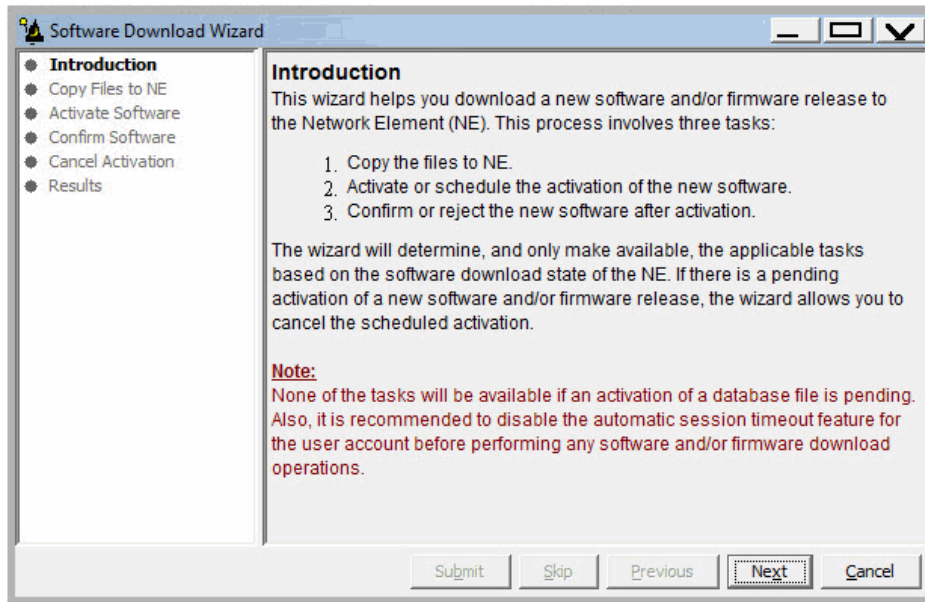 Software Download Wizard
Introduction
Copy Files to NE
Activate Software
Confirm Software
Cancel Activation
Results
Introduction
This wizard helps you download a new software and/or firmware release to
the Network Element (NE). This process involves three tasks:
1. Copy the files to NE.
2. Activate or schedule the activation of the new software.
3. Confirm or reject the new software after activation.
The wizard will determine, and only make available, the applicable tasks
based on the software download state of the NE. If there is a pending
activation of a new software and/or firmware release, the wizard allows you to
cancel the scheduled activation.
Note:
None of the tasks will be available if an activation of a database file is pending.
Also, it is recommended to disable the automatic session timeout feature for
the user account before performing any software and/or firmware download
operations.
Submit Skip Previous Next Cancel